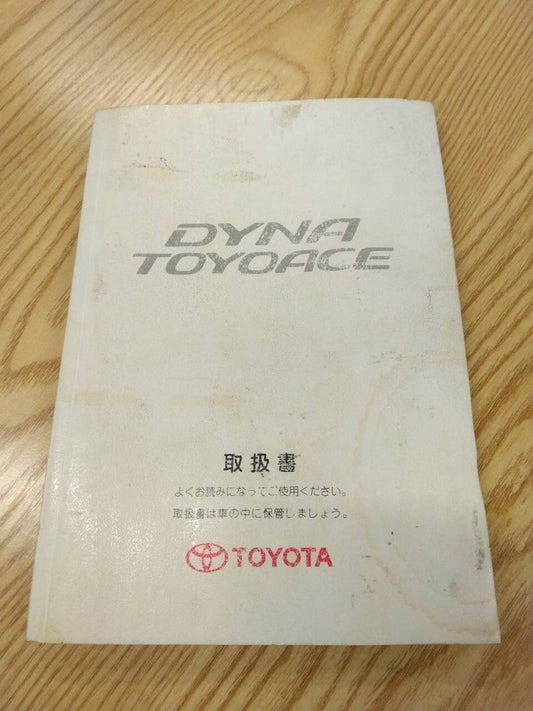 DYNA
TOYOACE
取扱書
よくお読みになってご使用ください。
取扱書は車の中に保管しましょう。
TOYOTA